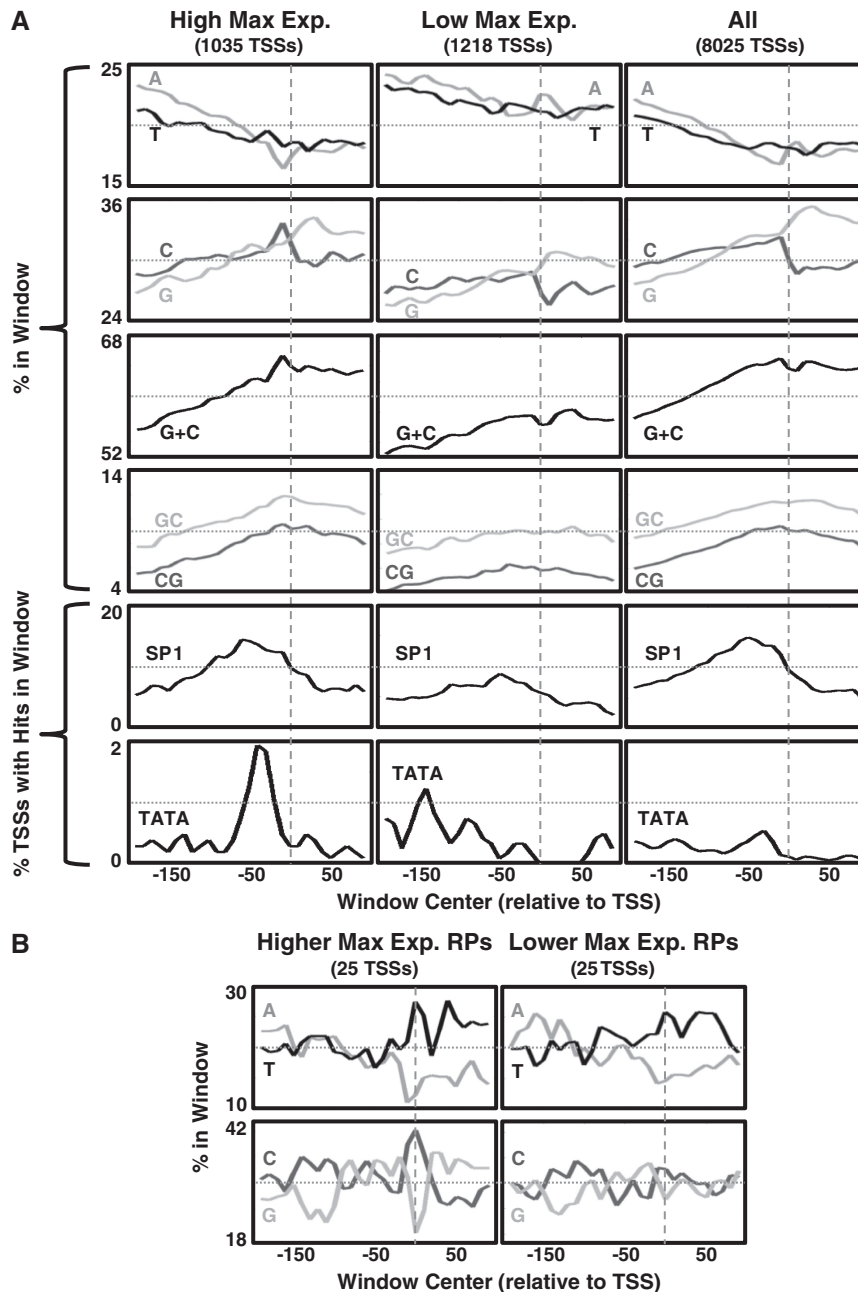 A
High Max Exp.
(1035 TSSs)
Low Max Exp.
(1218 TSSs)
All
(8025 TSSs)
% in Window
25
15
A
T
A
T
A
T
36
24
C
G
C
G
C
G
68
52
G+C
G+C
G+C
14
4
GC
CG
GC
CG
GC
CG
% TSSs with Hits in Window
20
0
SP1
SP1
SP1
2
0
TATA
TATA
TATA
-150 -50 50 -150 -50 50 -150 -50 50
Window Center (relative to TSS)
B
Higher Max Exp. RPs
(25 TSSs)
Lower Max Exp. RPs
(25 TSSs)
% in Window
30
10
A
T
A
T
42
18
C
G
C
G
-150 -50 50 -150 -50 50
Window Center (relative to TSS)